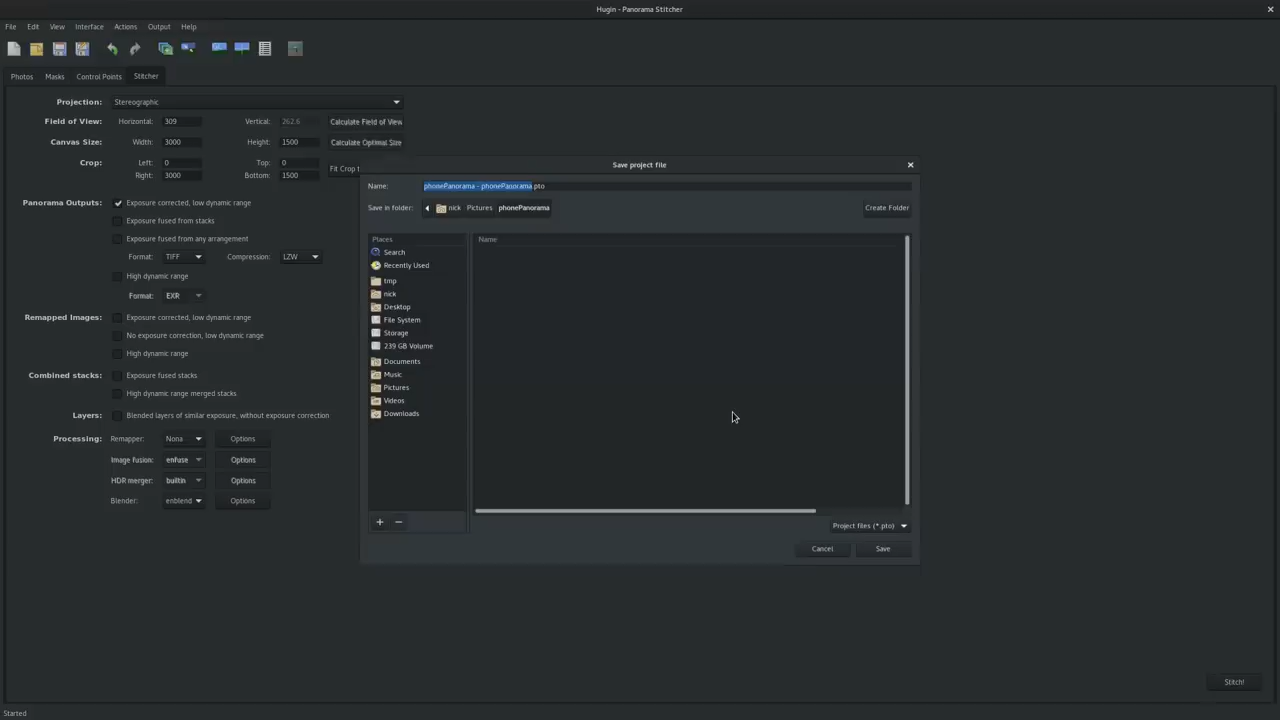 Hugin - Panorama Stitcher
File Edit View Interface Actions Output Help
Photos Masks Control Points Stitcher
Projection: Stereographic
Field of View: Horizontal: 309 Vertical: 262.6 Calculate Field of View
Canvas Size: Width: 3000 Height: 1500 Calculate Optimal Size
Crop: Left: 0 Top: 0
Fit Crop t
Right: 3000 Bottom: 1500
Save project file
Name: phonePanorama - phonePanorama.pto
Save in folder: nick Pictures phonePanorama Create Folder
Places
Search
Recently Used
tmp
nick
Desktop
File System
Storage
239 GB Volume
Documents
Music
Pictures
Videos
Downloads
Name
Project files (*.pto)
Cancel Save
Panorama Outputs: Exposure corrected, low dynamic range
Exposure fused from stacks
Exposure fused from any arrangement
Format: TIFF Compression: LZW
High dynamic range
Format: EXR
Remapped Images: Exposure corrected, low dynamic range
No exposure correction, low dynamic range
High dynamic range
Combined stacks: Exposure fused stacks
High dynamic range merged stacks
Layers: Blended layers of similar exposure, without exposure correction
Processing: Remapper: Nona Options
Image fusion: enfuse Options
HDR merger: builtin Options
Blender: enblend Options
Stitch!
Started